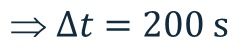 ⇒ Δt = 200 s